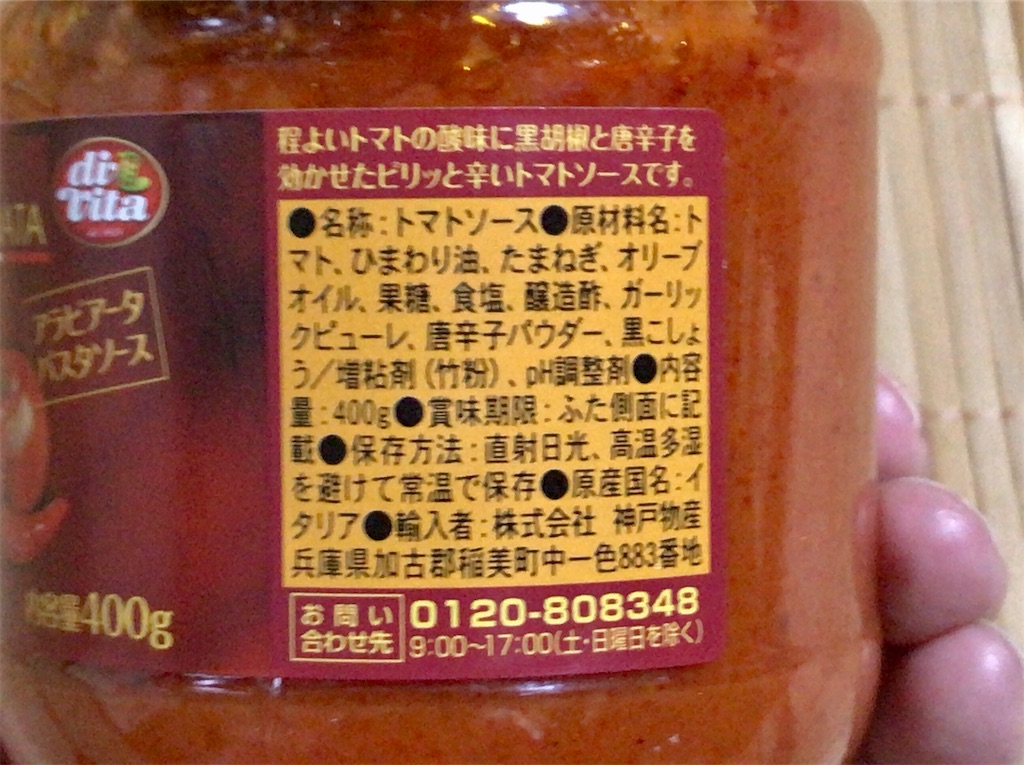 dit
Vita
ATA
アラビアータ
パスタソース
内容量400g
程よいトマトの酸味に黒胡椒と唐辛子を
効かせたピリッと辛いトマトソースです。
●名称:トマトソース●原材料名:ト
マト、ひまわり油、たまねぎ、オリーブ
オイル、果糖、食塩、醸造酢、ガーリッ
クピューレ、唐辛子パウダー、黒こしょ
う/増粘剤(竹粉)、pH調整剤●内容
量:400g●賞味期限:ふた側面に記
載●保存方法:直射日光、高温多湿
を避けて常温で保存●原産国名:イ
タリア●輸入者:株式会社 神戸物産
兵庫県加古郡稲美町中一色883番地
お問い
合わせ先
0120-808348
9:00~17:00(土・日曜日を除く)